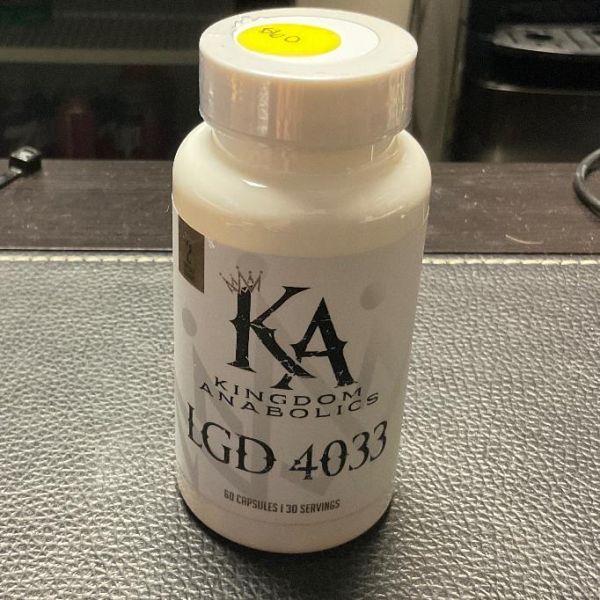 KA
KINGDOM
ANABOLICS
LGD 4033
60 CAPSULES | 30 SERVINGS